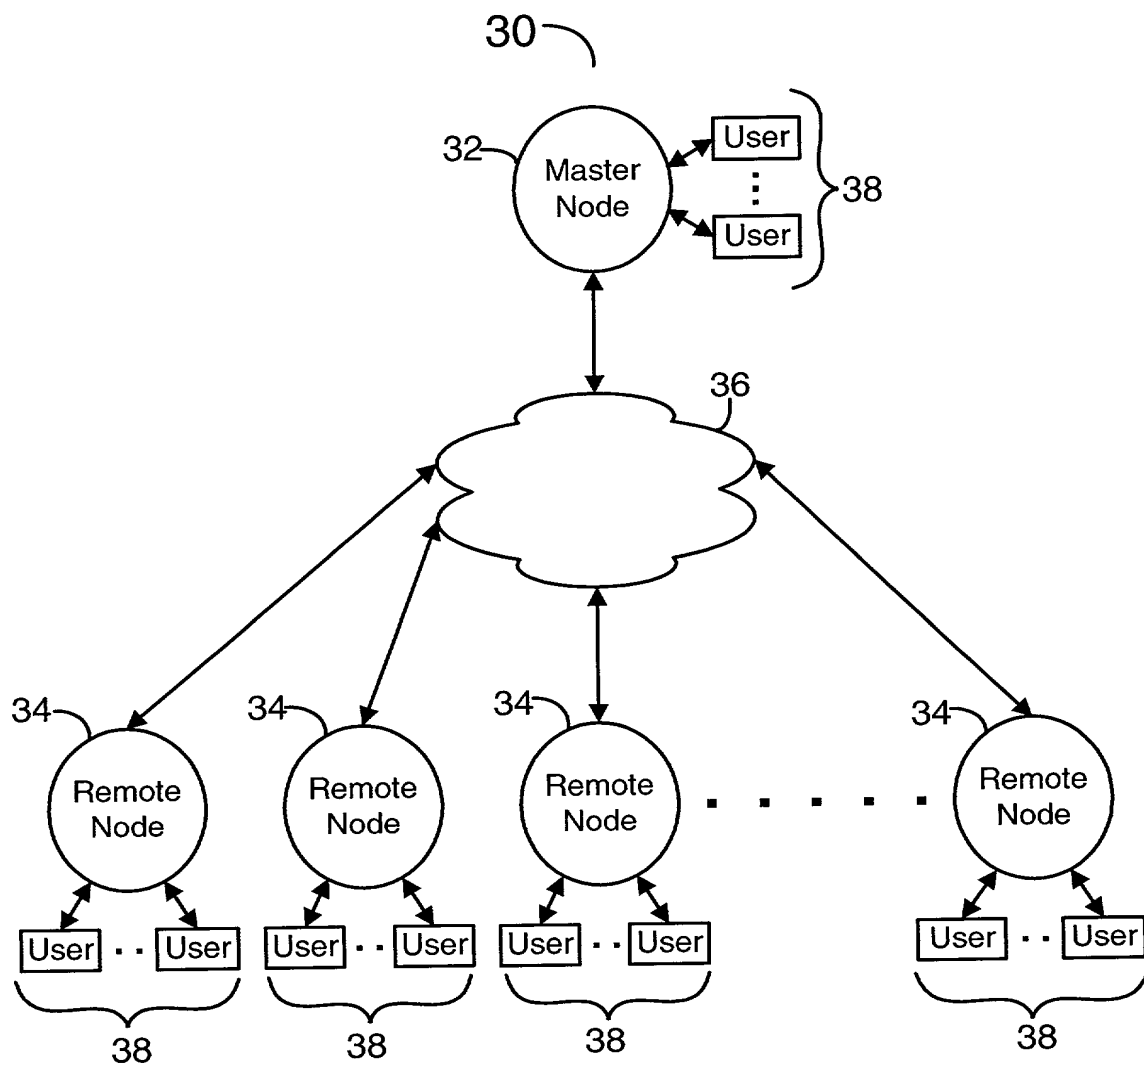 30
32
Master
Node
User
User
38
36
34
34
34
34
Remote
Node
Remote
Node
Remote
Node
Remote
Node
User
User
User
User
User
User
User
User
38
38
38
38